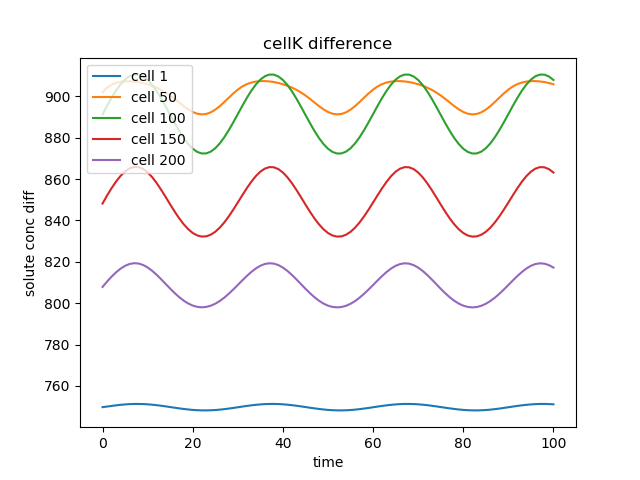 cellK difference
cell 1
cell 50
cell 100
cell 150
cell 200
solute conc diff
900
880
860
840
820
800
780
760
0 20 40 60 80 100
time